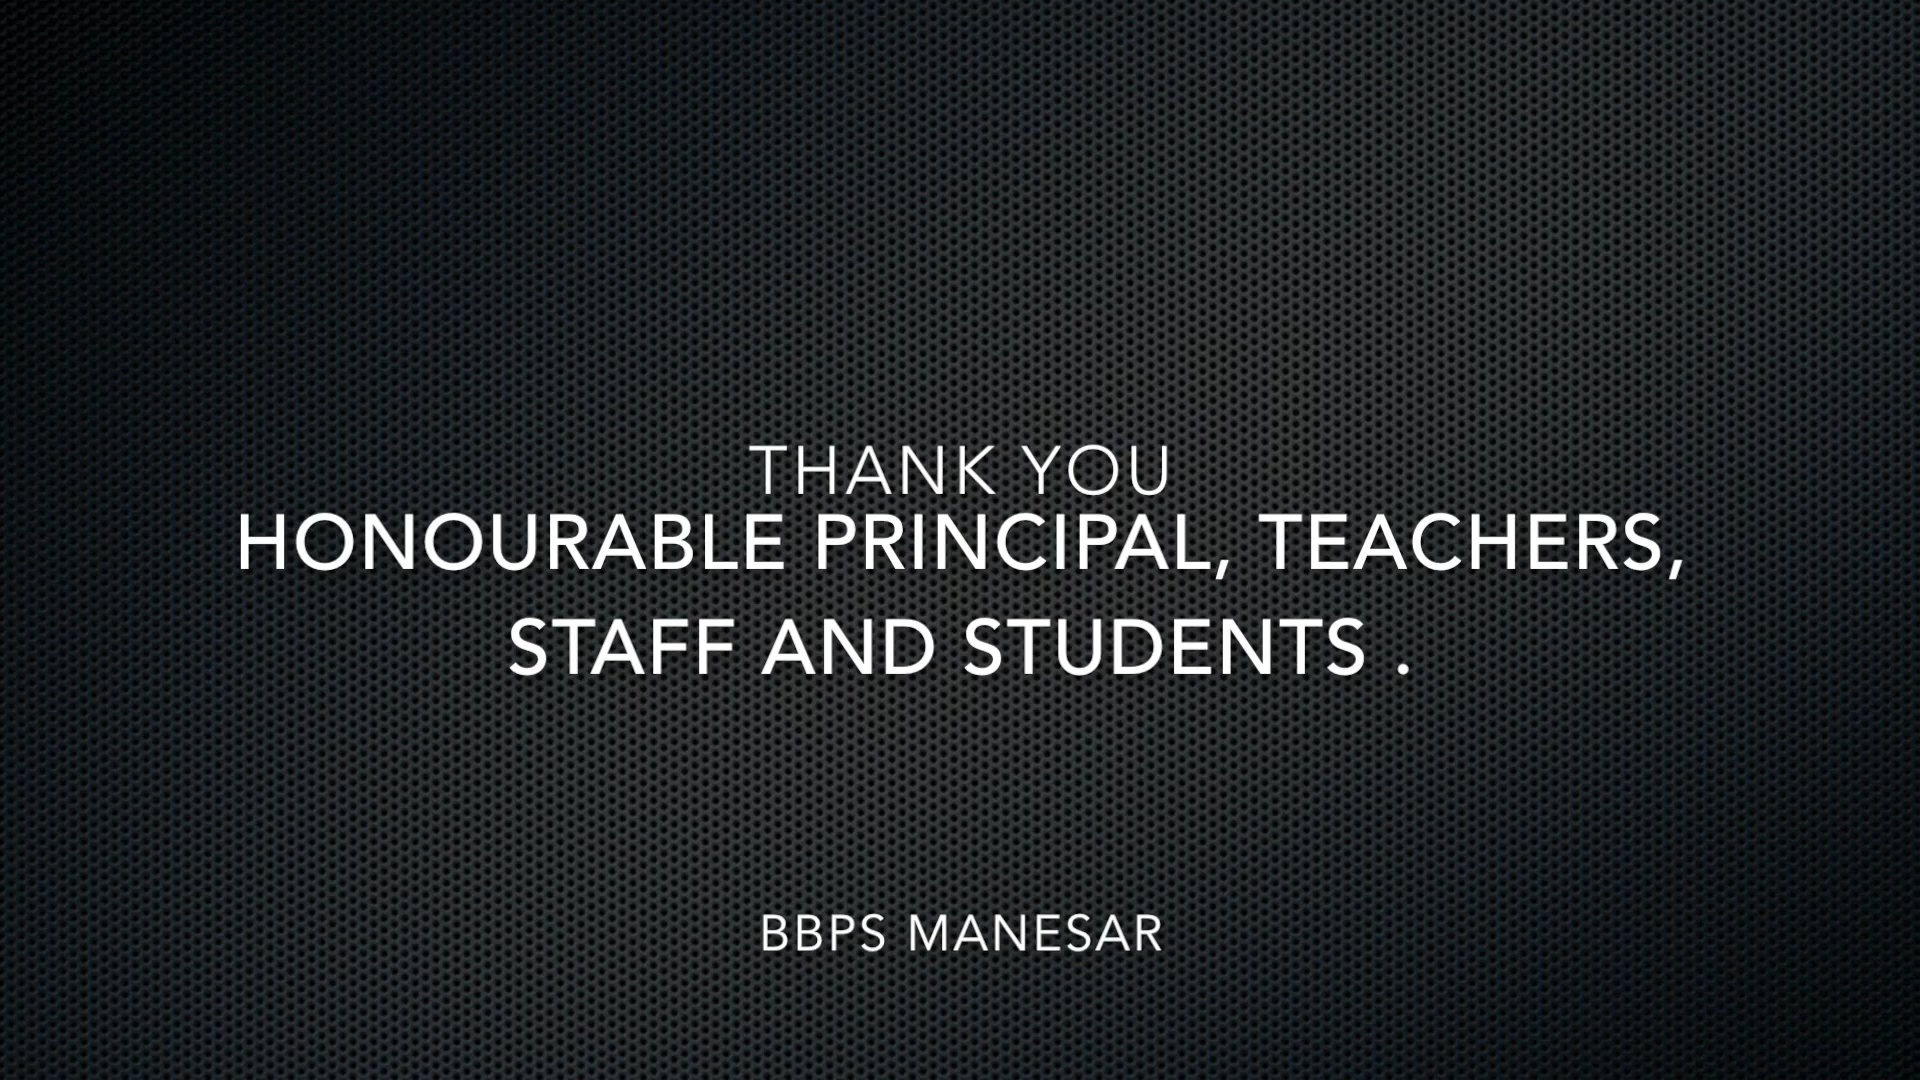 THANK YOU
HONOURABLE PRINCIPAL, TEACHERS,
STAFF AND STUDENTS .
BBPS MANESAR